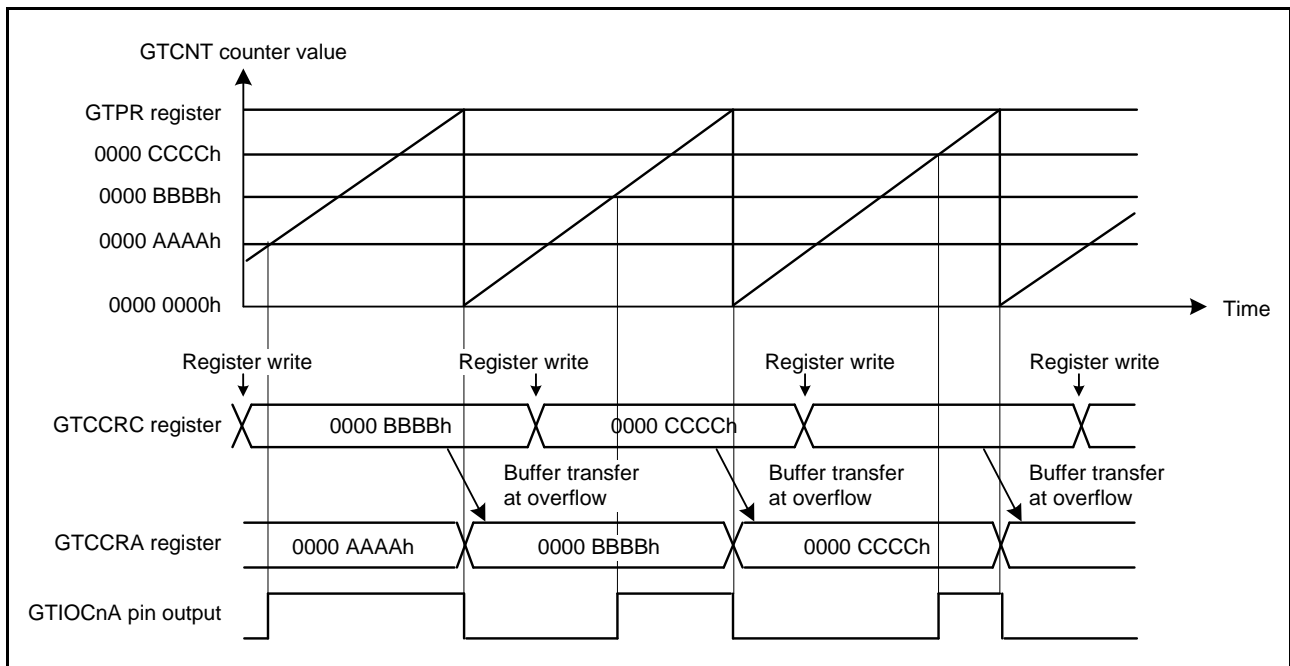 GTCNT counter value
GTPR register
0000 CCCCh
0000 BBBBh
0000 AAAAh
0000 0000h
Time
Register write
Register write
Register write
Register write
GTCCRC register
0000 BBBBh
0000 CCCCh
Buffer transfer
at overflow
Buffer transfer
at overflow
Buffer transfer
at overflow
GTCCRA register
0000 AAAAh
0000 BBBBh
0000 CCCCh
GTIOCnA pin output